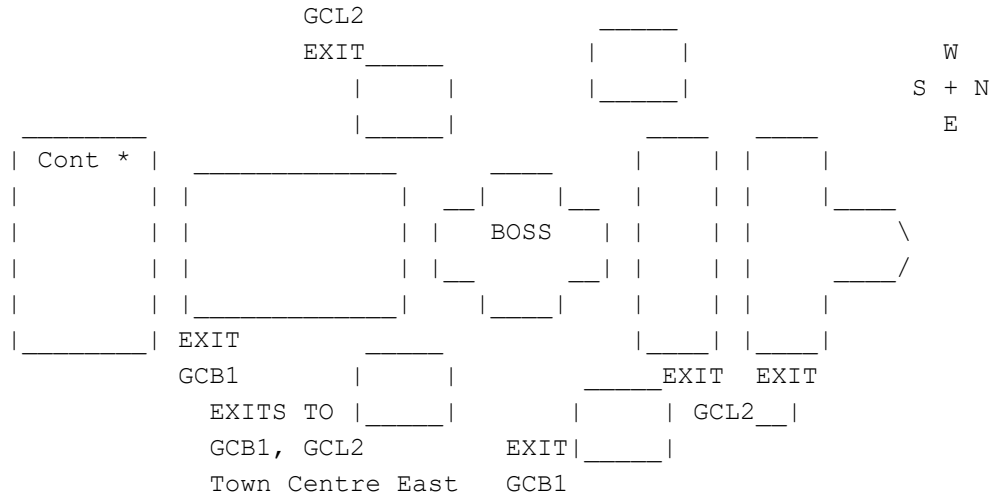 GCL2
EXIT W
S + N
E
Cont *
BOSS
EXIT
GCB1 EXIT EXIT
EXITS TO GCL2
GCB1, GCL2 EXIT
Town Centre East GCB1